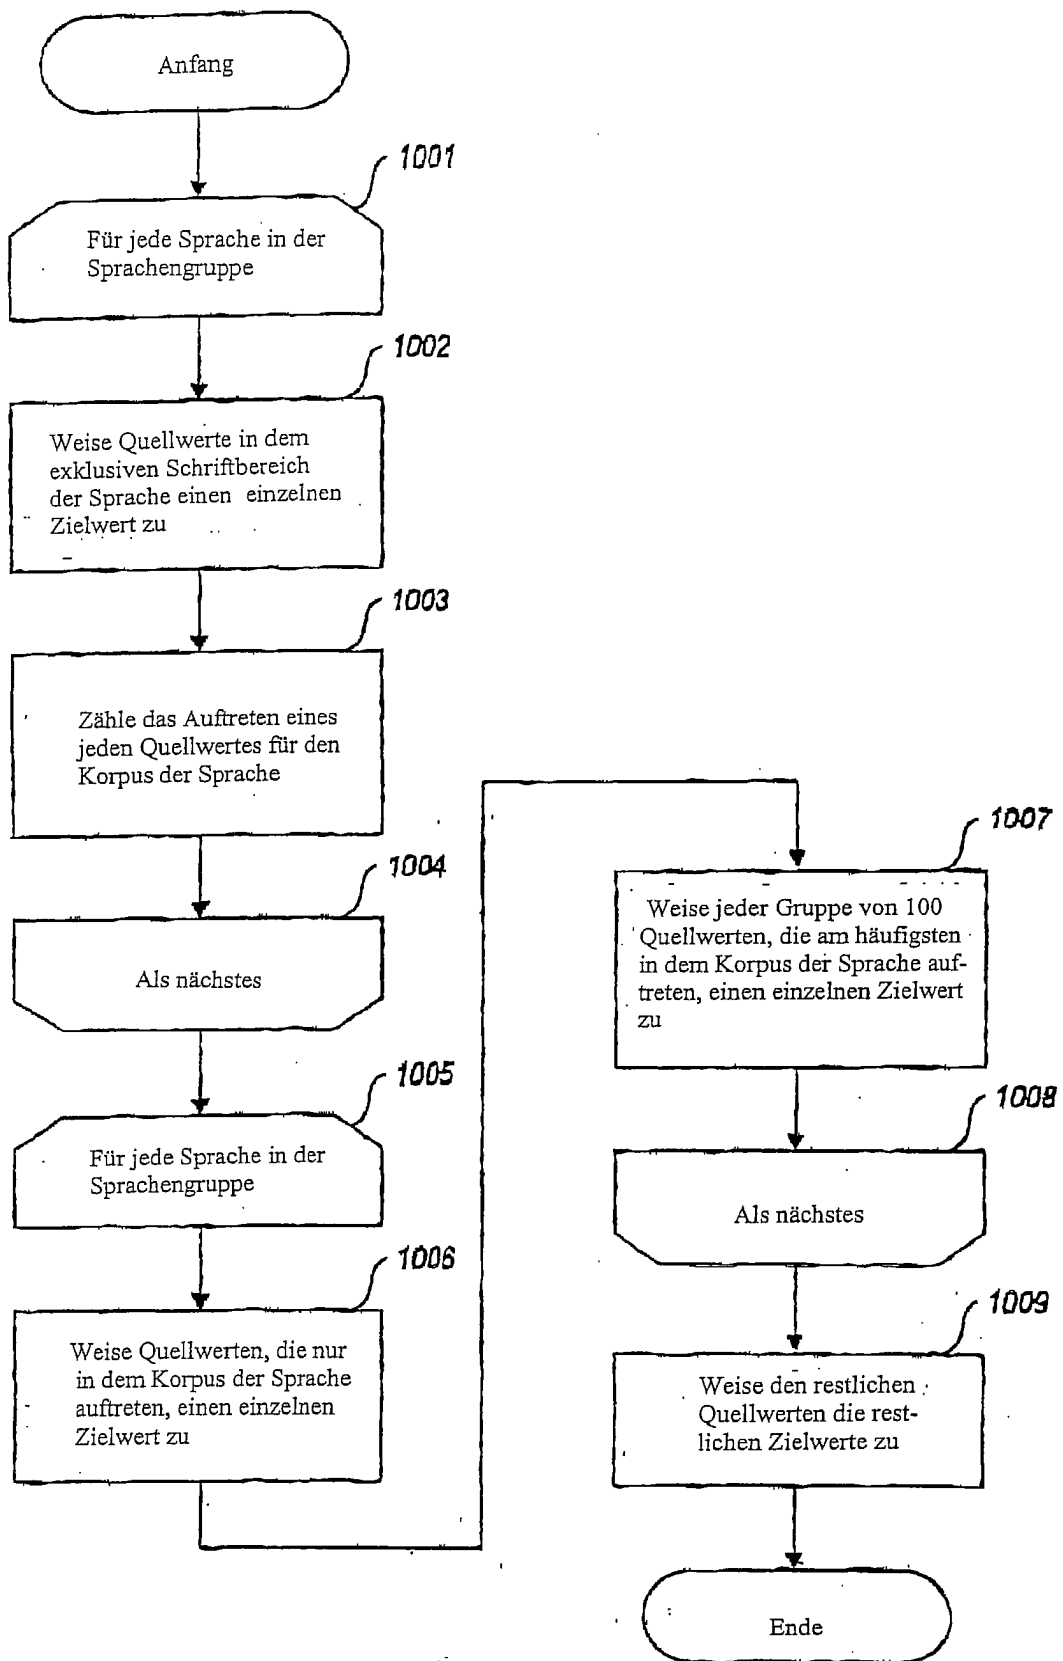 Anfang
1001
Für jede Sprache in der
Sprachengruppe
1002
Weise Quellwerte in dem
exklusiven Schriftbereich
der Sprache einen einzelnen
Zielwert zu
1003
Zähle das Auftreten eines
jeden Quellwertes für den
Korpus der Sprache
1004
Als nächstes
1005
Für jede Sprache in der
Sprachengruppe
1006
Weise Quellwerten, die nur
in dem Korpus der Sprache
auftreten, einen einzelnen
Zielwert zu
1007
Weise jeder Gruppe von 100
Quellwerten, die am häufigsten
in dem Korpus der Sprache auf-
treten, einen einzelnen Zielwert
zu
1008
Als nächstes
1009
Weise den restlichen
Quellwerten die rest-
lichen Zielwerte zu
Ende